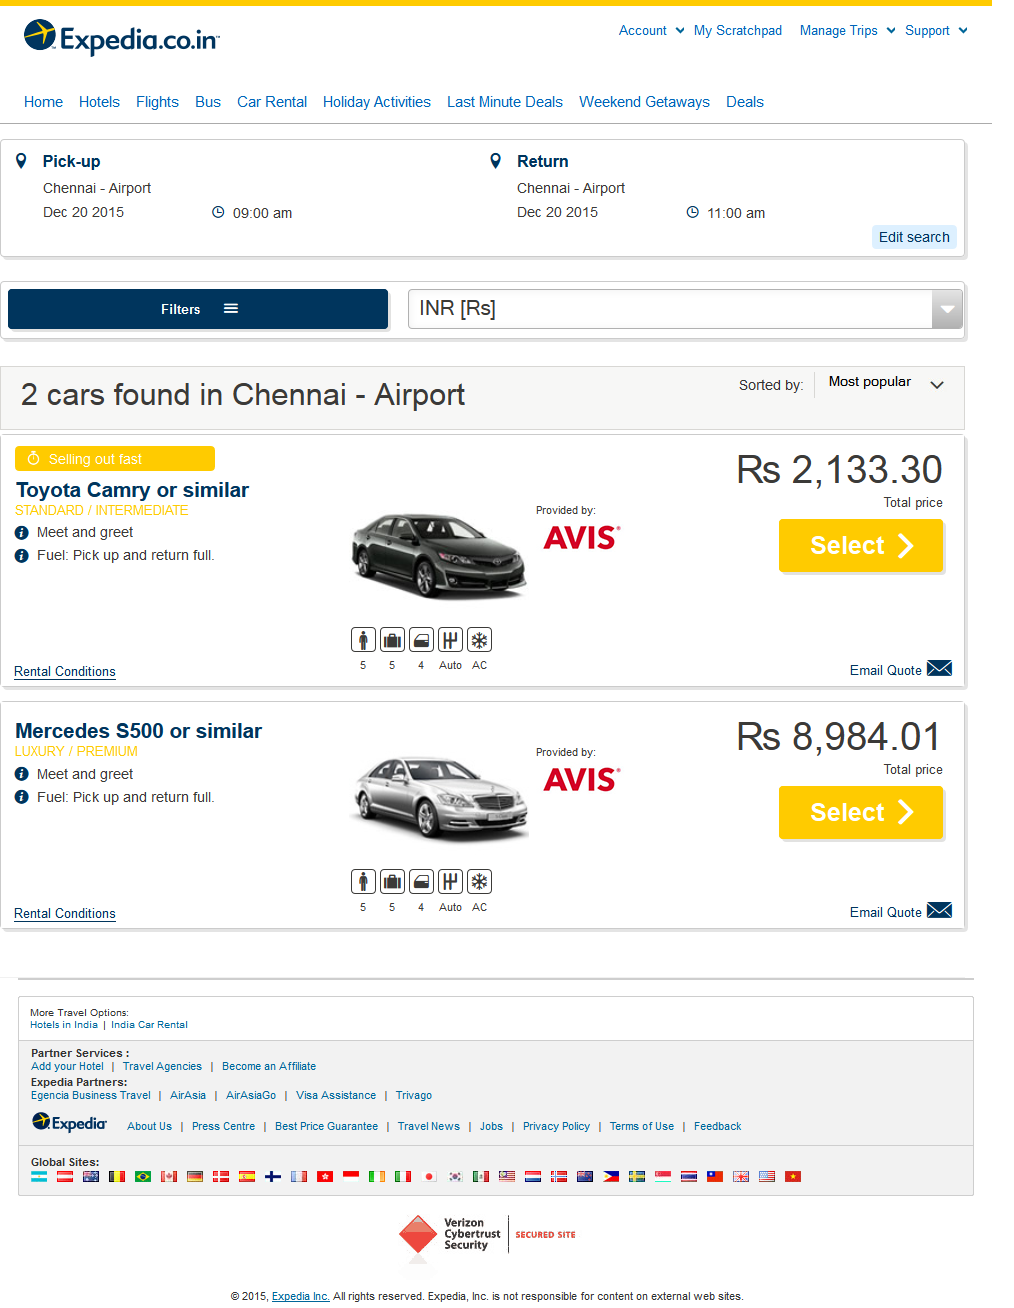 Expedia.co.in
Account My Scratchpad Manage Trips Support
Home Hotels Flights Bus Car Rental Holiday Activities Last Minute Deals Weekend Getaways Deals
Pick-up
Chennai - Airport
Dec 20 2015 09:00 am
Return
Chennai - Airport
Dec 20 2015 11:00 am
Edit search
Filters
INR [Rs]
2 cars found in Chennai - Airport
Sorted by: Most popular
Selling out fast
Toyota Camry or similar
STANDARD / INTERMEDIATE
Meet and greet
Fuel: Pick up and return full.
Provided by:
AVIS
Rs 2,133.30
Total price
Select
5 5 4 Auto AC
Rental Conditions
Email Quote
Mercedes S500 or similar
LUXURY / PREMIUM
Meet and greet
Fuel: Pick up and return full.
Provided by:
AVIS
Rs 8,984.01
Total price
Select
5 5 4 Auto AC
Rental Conditions
Email Quote
More Travel Options:
Hotels in India | India Car Rental
Partner Services :
Add your Hotel | Travel Agencies | Become an Affiliate
Expedia Partners:
Egencia Business Travel | AirAsia | AirAsiaGo | Visa Assistance | Trivago
Expedia About Us | Press Centre | Best Price Guarantee | Travel News | Jobs | Privacy Policy | Terms of Use | Feedback
Global Sites:
Verizon
Cybertrust
Security
SECURED SITE
© 2015, Expedia Inc. All rights reserved. Expedia, Inc. is not responsible for content on external web sites.